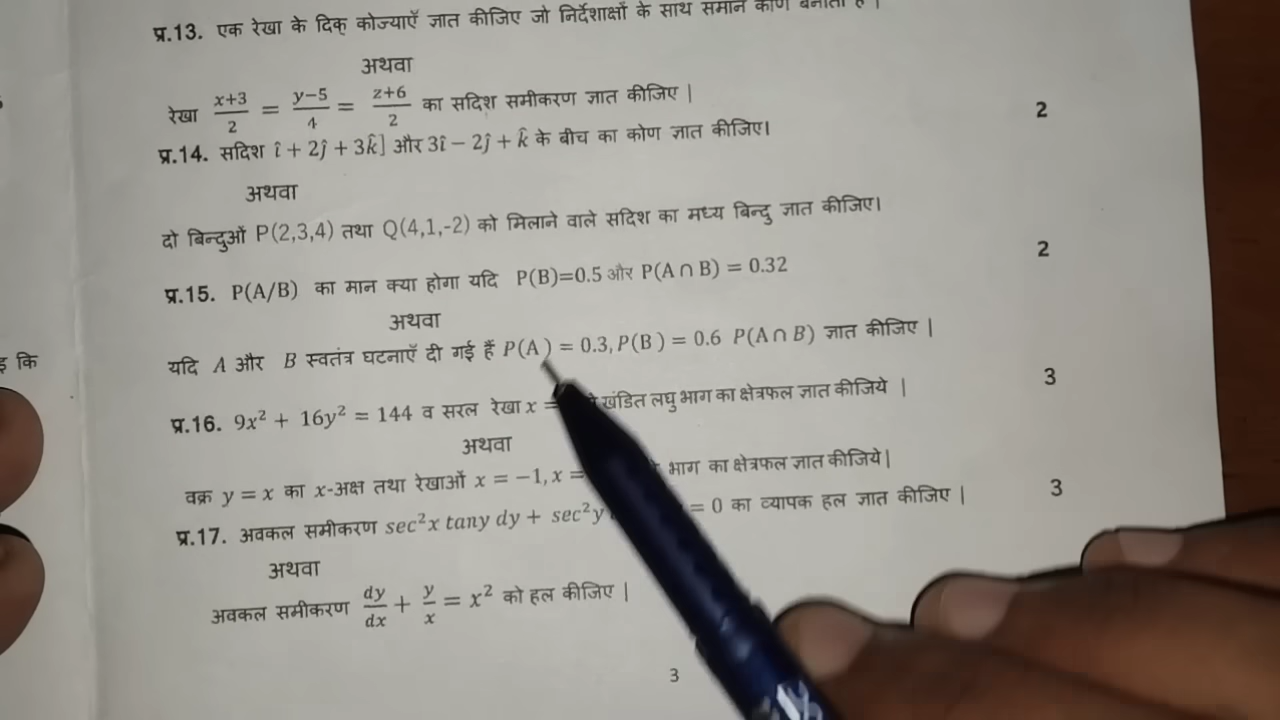 प्र.13. एक रेखा के दिक् कोज्याएँ ज्ञात कीजिए जो निर्देशाक्षों के साथ समान कोण बनाती है |
अथवा
रेखा (x+3)/2 = (y−5)/4 = (z+6)/2 का सदिश समीकरण ज्ञात कीजिए |
2
प्र.14. सदिश î + 2ĵ + 3k̂] और 3î − 2ĵ + k̂ के बीच का कोण ज्ञात कीजिए।
अथवा
दो बिन्दुओं P(2,3,4) तथा Q(4,1,-2) को मिलाने वाले सदिश का मध्य बिन्दु ज्ञात कीजिए।
2
प्र.15. P(A/B) का मान क्या होगा यदि P(B)=0.5 और P(A ∩ B) = 0.32
अथवा
यदि A और B स्वतंत्र घटनाएँ दी गई हैं P(A) = 0.3, P(B) = 0.6 P(A ∩ B) ज्ञात कीजिए |
3
प्र.16. 9x² + 16y² = 144 व सरल रेखा x = खंडित लघु भाग का क्षेत्रफल ज्ञात कीजिये |
अथवा
वक्र y = x का x-अक्ष तथा रेखाओं x = −1, x = भाग का क्षेत्रफल ज्ञात कीजिये|
3
प्र.17. अवकल समीकरण sec²x tany dy + sec²y = 0 का व्यापक हल ज्ञात कीजिए |
अथवा
अवकल समीकरण dy/dx + y/x = x² को हल कीजिए |
3
कि